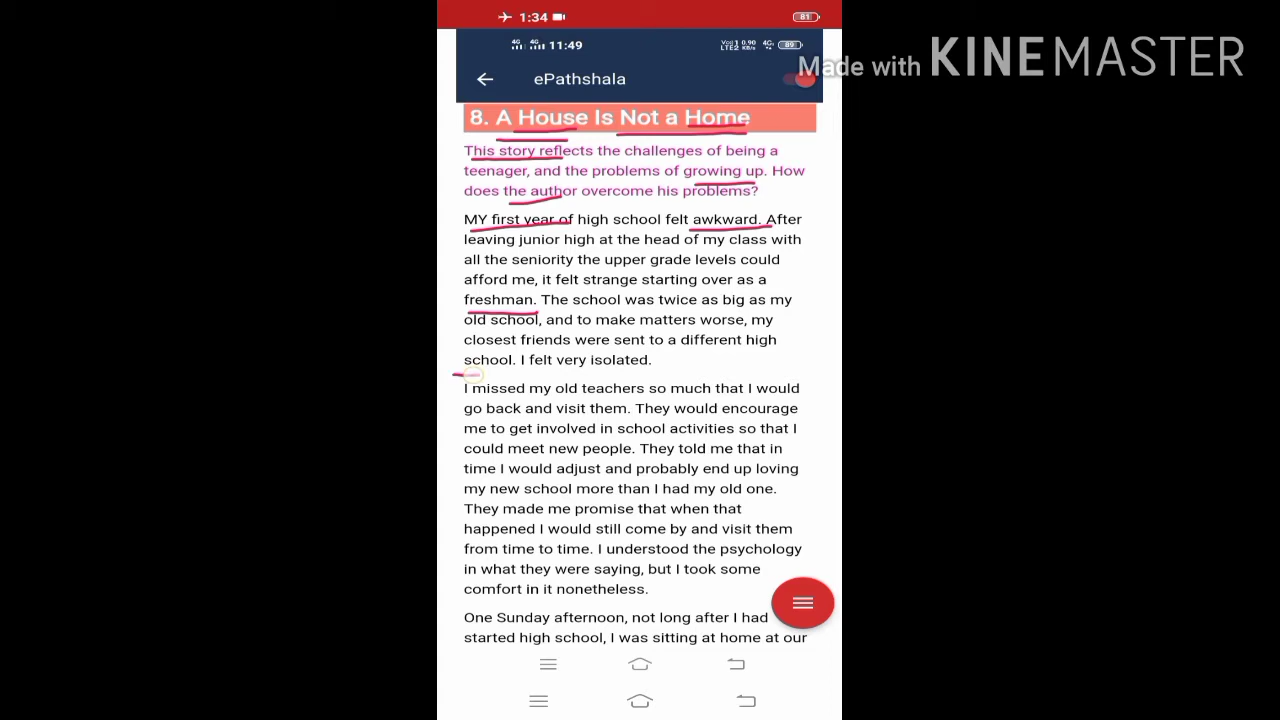 1:34 81
4G 4G 11:49 Vo) 1 0.90 LTE2 KB/s 4G 89
Made with KINEMASTER
ePathshala
8. A House Is Not a Home
This story reflects the challenges of being a
teenager, and the problems of growing up. How
does the author overcome his problems?
MY first year of high school felt awkward. After
leaving junior high at the head of my class with
all the seniority the upper grade levels could
afford me, it felt strange starting over as a
freshman. The school was twice as big as my
old school, and to make matters worse, my
closest friends were sent to a different high
school. I felt very isolated.
I missed my old teachers so much that I would
go back and visit them. They would encourage
me to get involved in school activities so that I
could meet new people. They told me that in
time I would adjust and probably end up loving
my new school more than I had my old one.
They made me promise that when that
happened I would still come by and visit them
from time to time. I understood the psychology
in what they were saying, but I took some
comfort in it nonetheless.
One Sunday afternoon, not long after I had
started high school, I was sitting at home at our